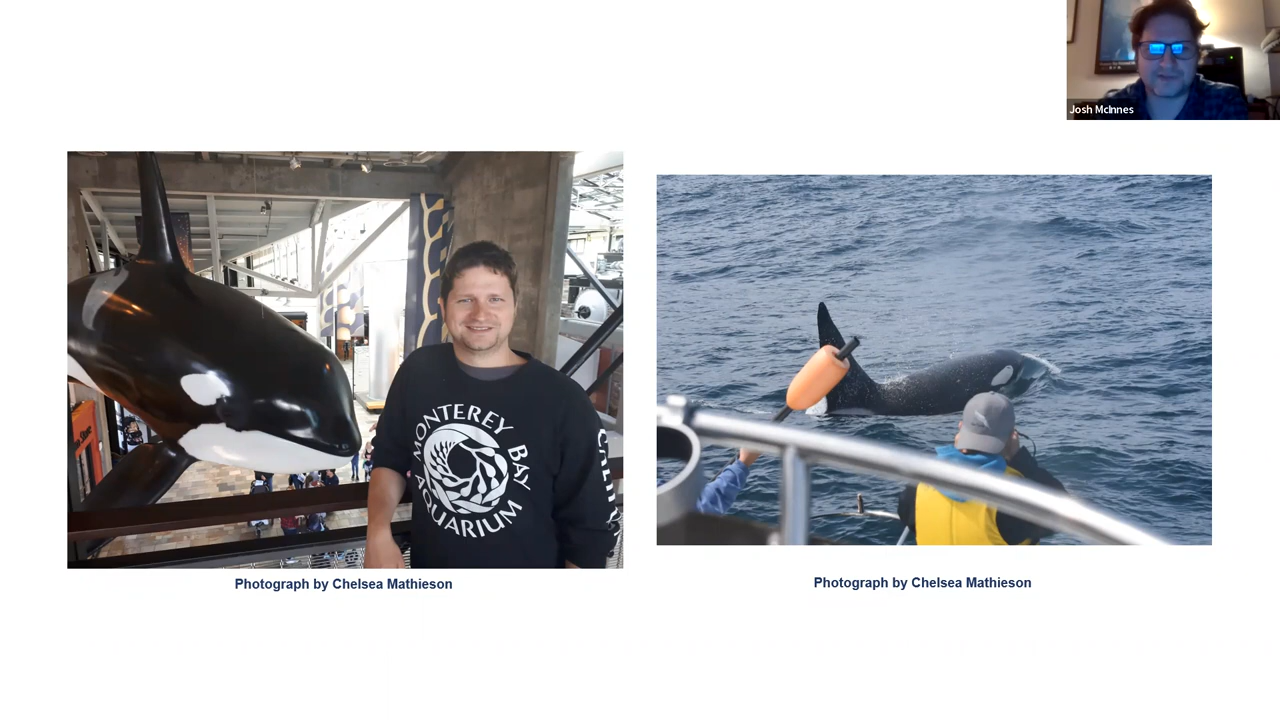 Josh McInnes
MONTEREY BAY
AQUARIUM
Photograph by Chelsea Mathieson
Photograph by Chelsea Mathieson